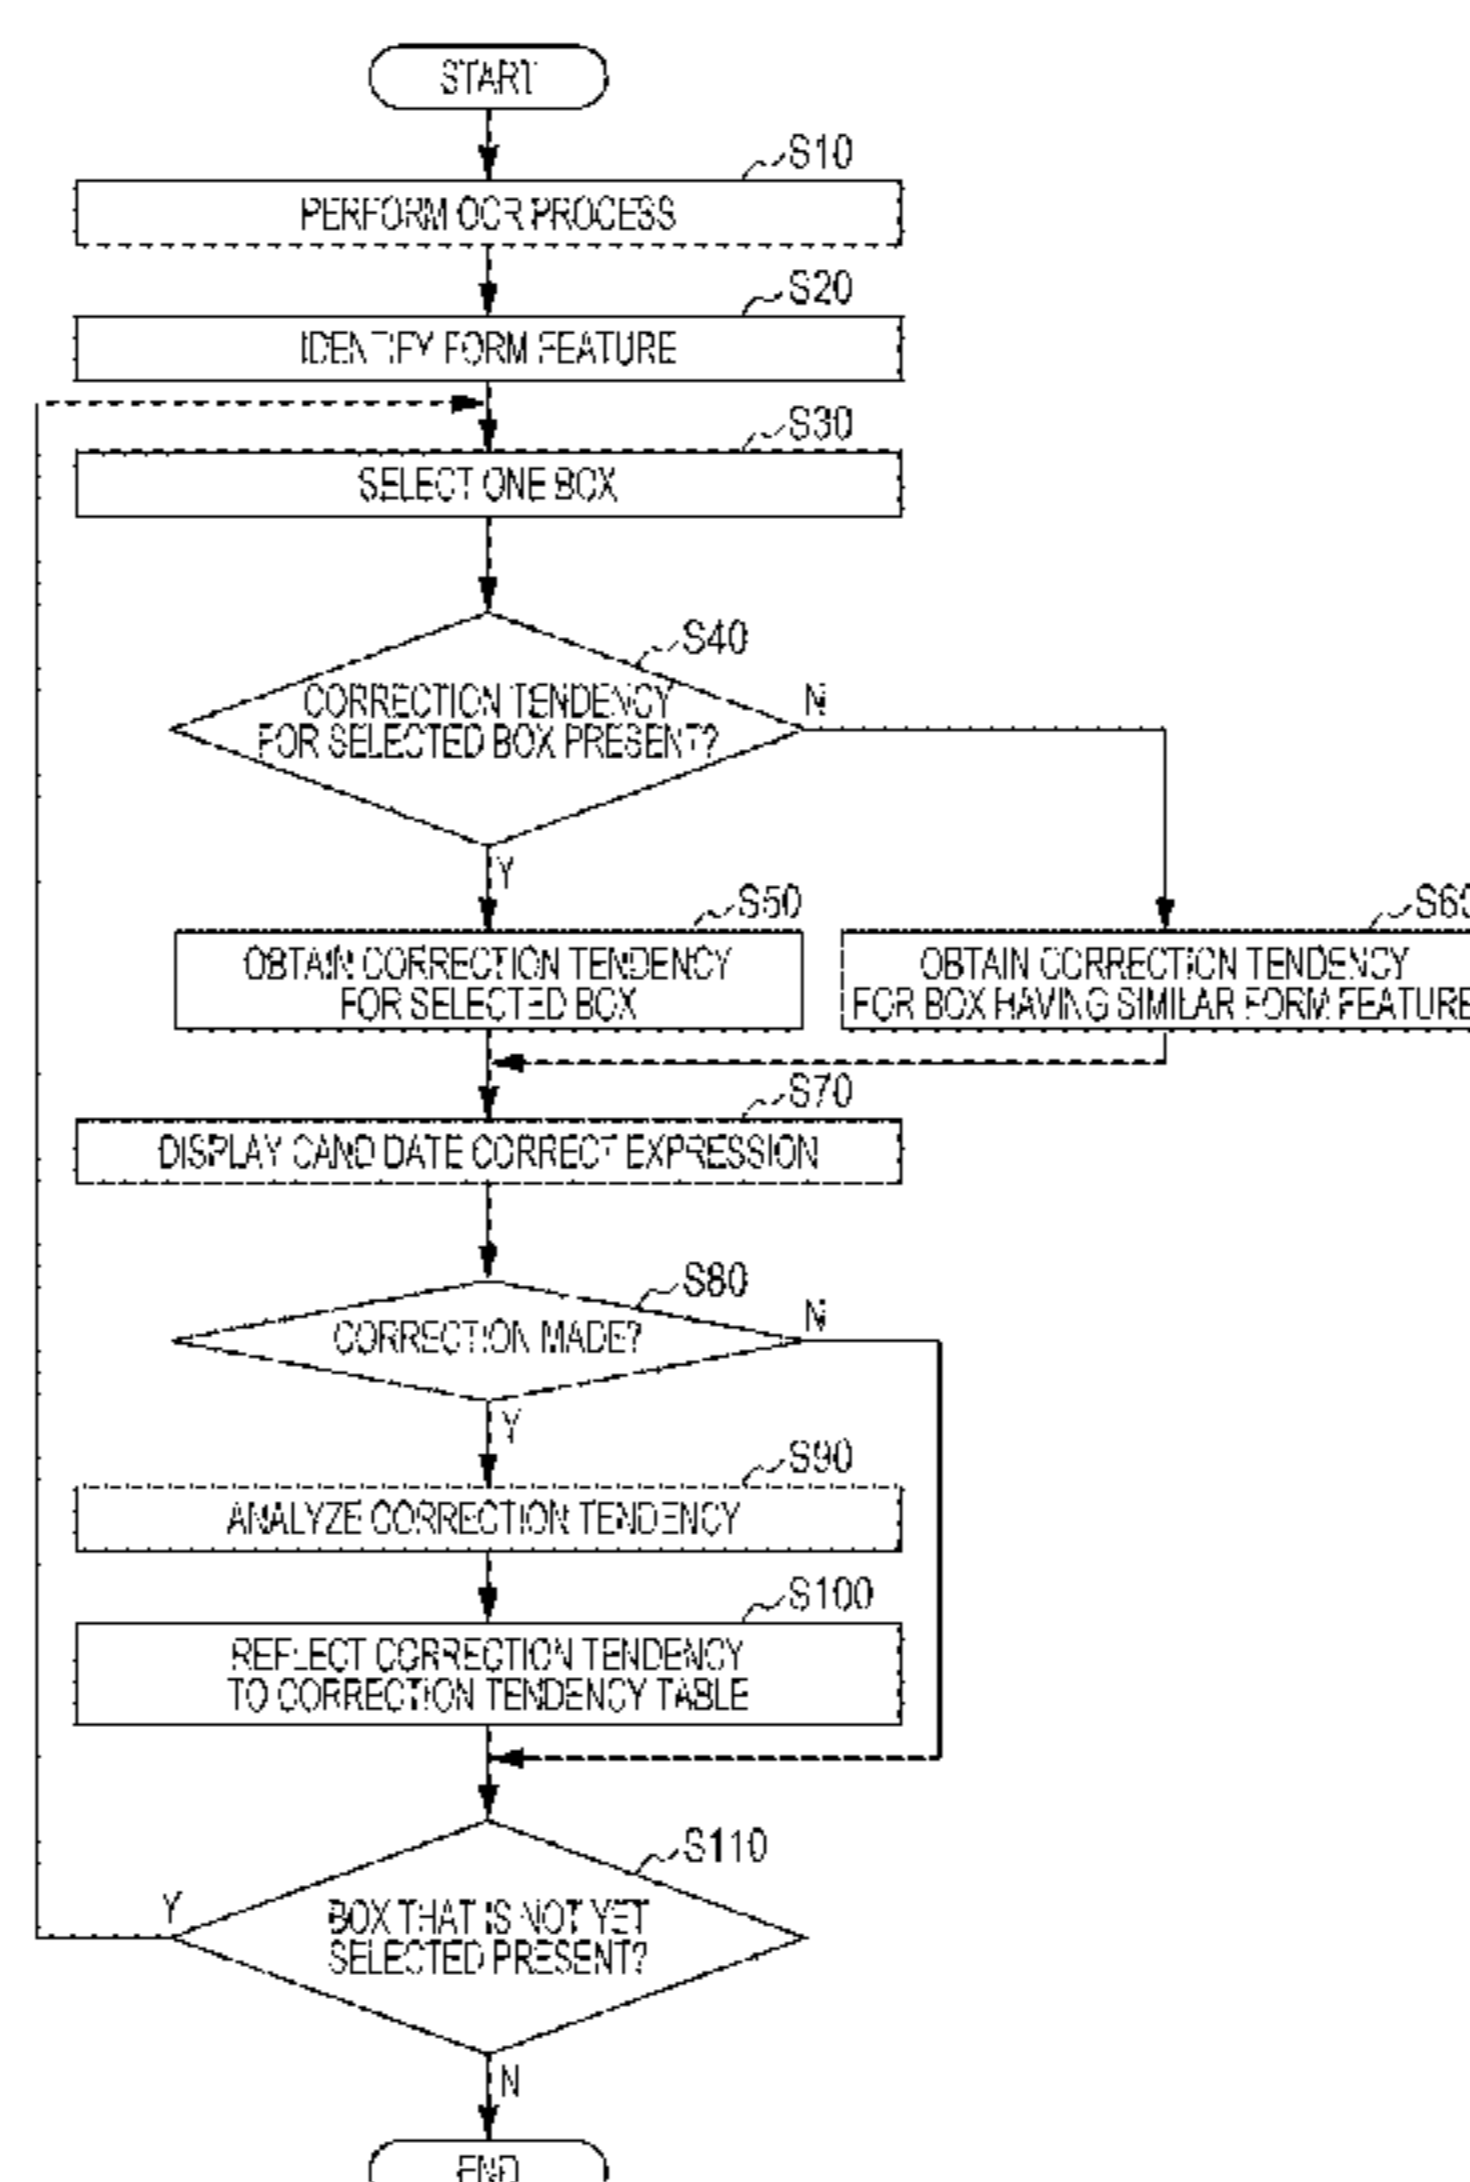 START
S10
PERFORM OCR PROCESS
S20
IDENTIFY FORM FEATURE
S30
SELECT ONE BOX
S40
CORRECTION TENDENCY
FOR SELECTED BOX PRESENT?
N
Y
S50
OBTAIN CORRECTION TENDENCY
FOR SELECTED BOX
S60
OBTAIN CORRECTION TENDENCY
FOR BOX HAVING SIMILAR FORM FEATURE
S70
DISPLAY CANDIDATE CORRECT EXPRESSION
S80
CORRECTION MADE?
N
Y
S90
ANALYZE CORRECTION TENDENCY
S100
REFLECT CORRECTION TENDENCY
TO CORRECTION TENDENCY TABLE
S110
BOX THAT IS NOT YET
SELECTED PRESENT?
Y
N
END